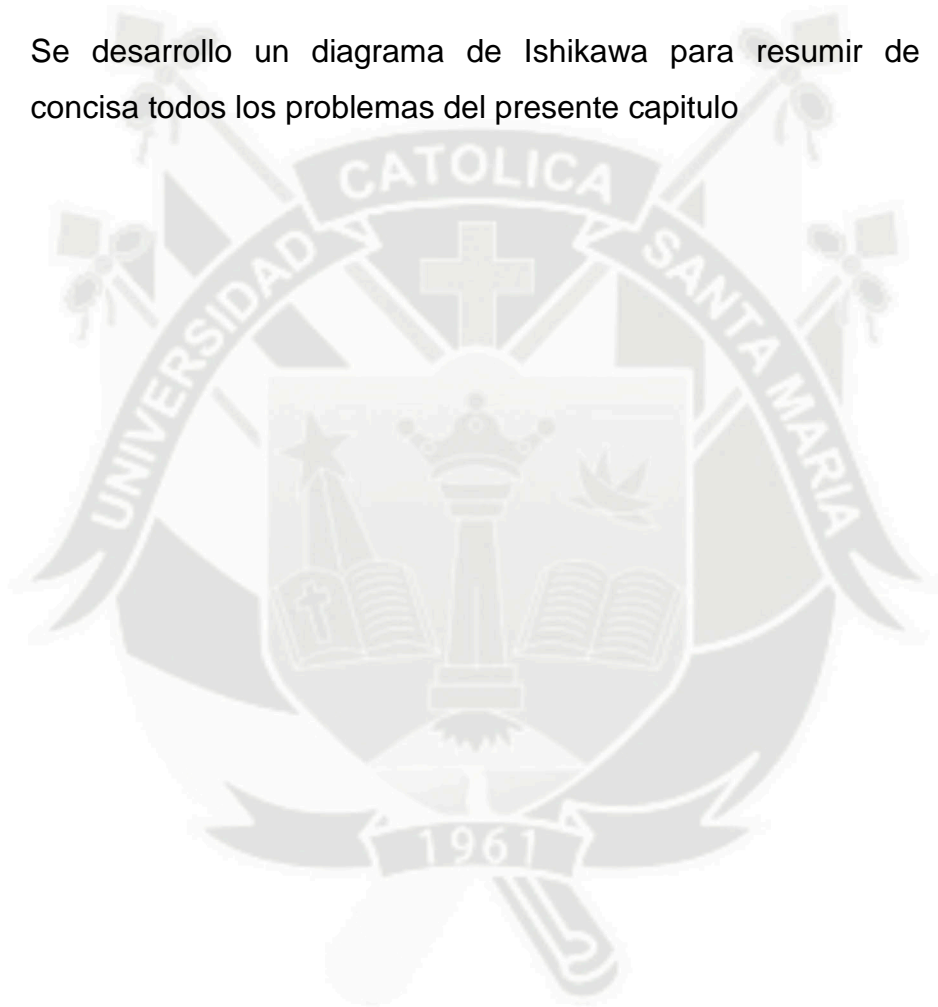 Se desarrollo un diagrama de Ishikawa para resumir de
concisa todos los problemas del presente capitulo
UNIVERSIDAD CATOLICA SANTA MARIA
1961